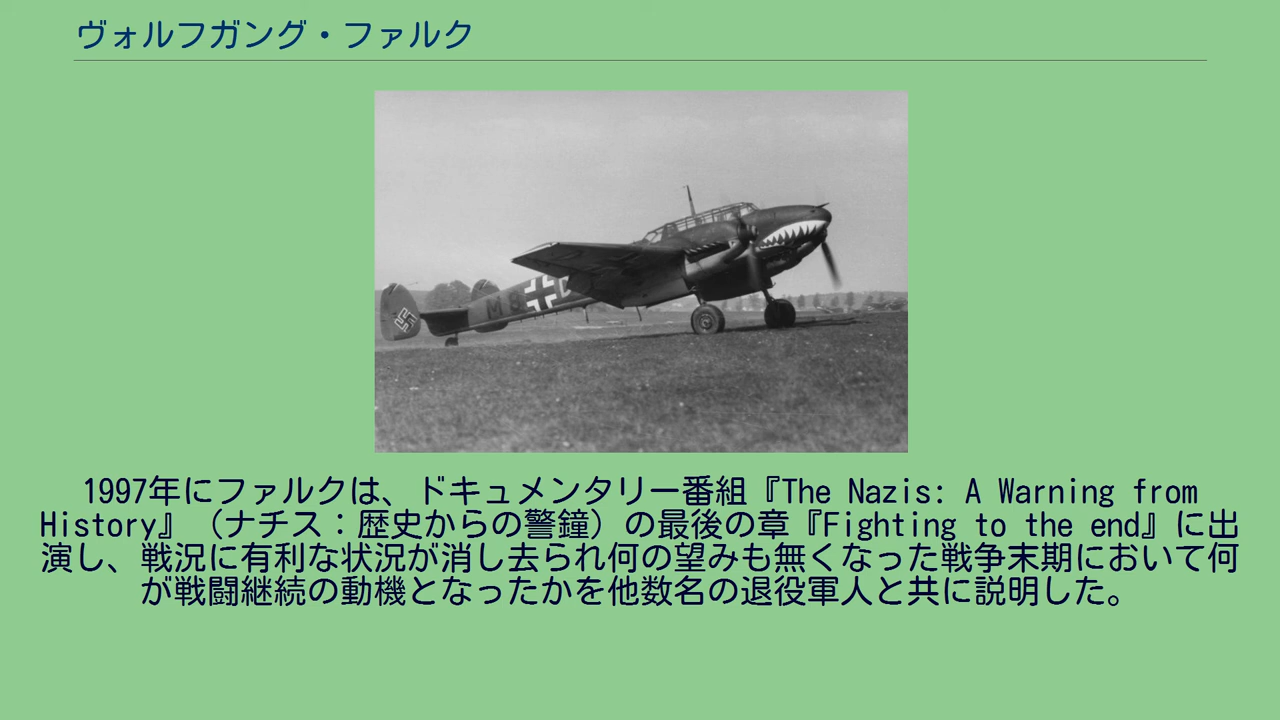 ヴォルフガング・ファルク
M8
1997年にファルクは、ドキュメンタリー番組『The Nazis: A Warning from
History』（ナチス：歴史からの警鐘）の最後の章『Fighting to the end』に出
演し、戦況に有利な状況が消し去られ何の望みも無くなった戦争末期において何
が戦闘継続の動機となったかを他数名の退役軍人と共に説明した。